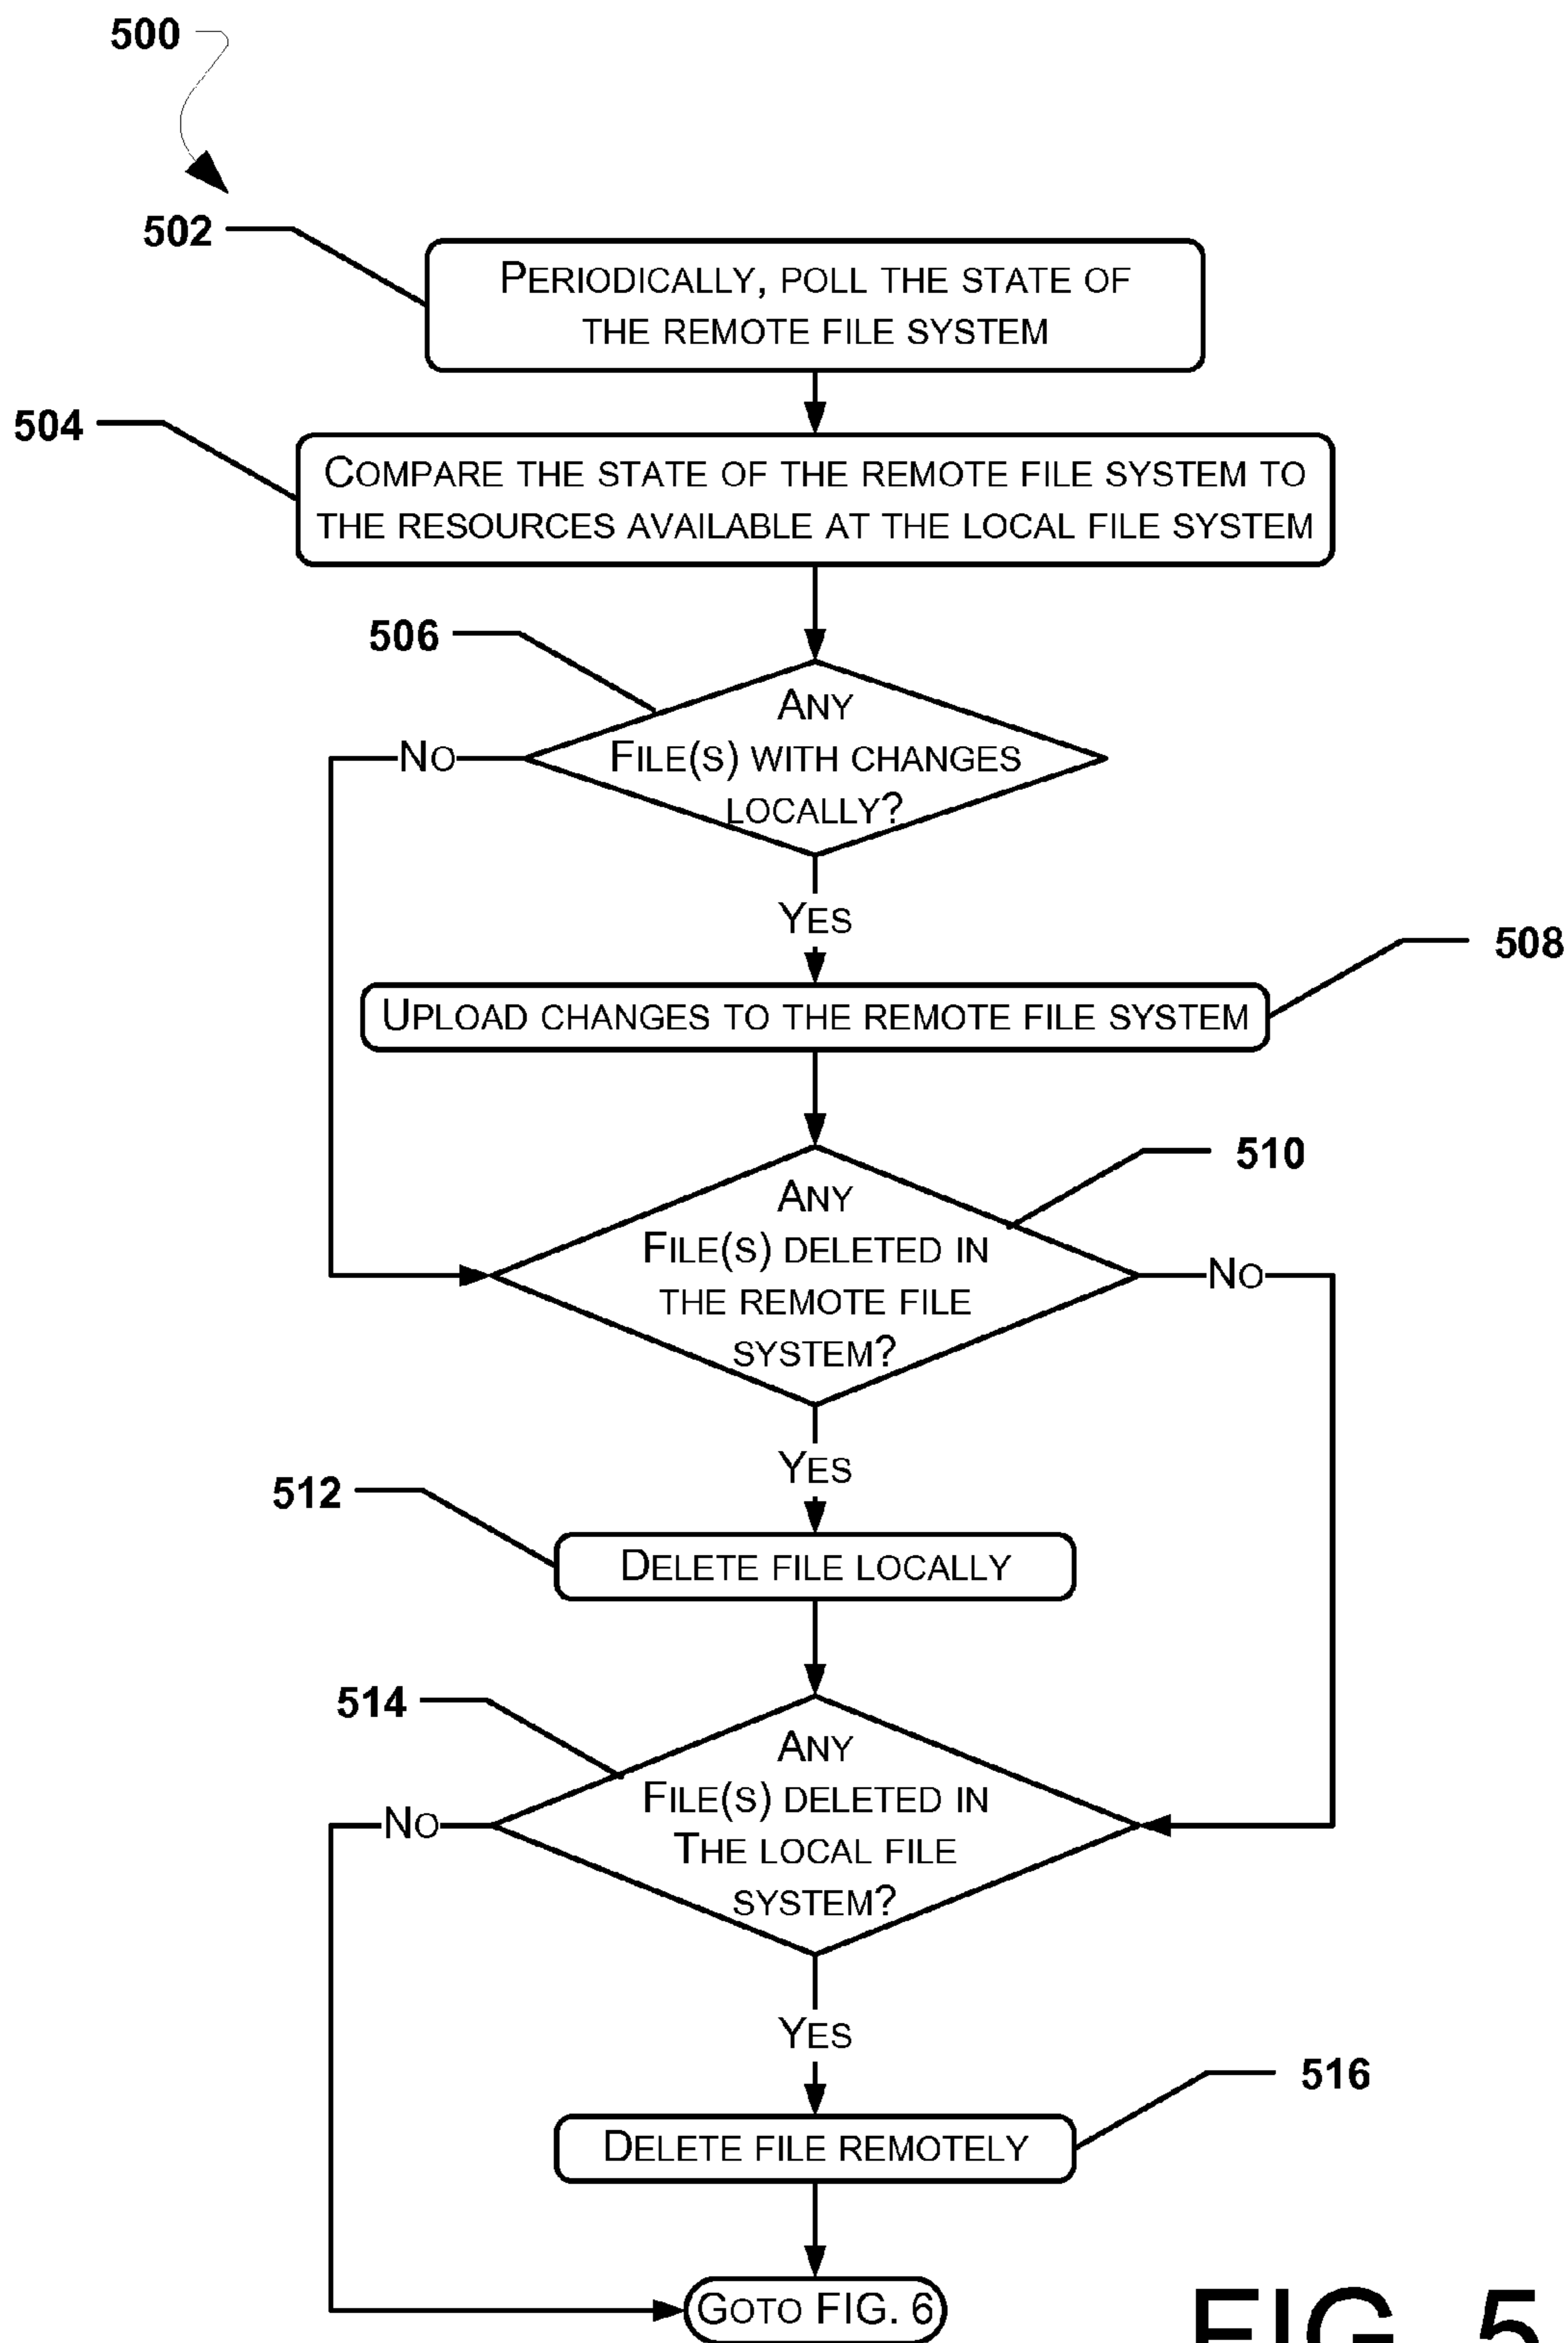 500
502
PERIODICALLY, POLL THE STATE OF
THE REMOTE FILE SYSTEM
504
COMPARE THE STATE OF THE REMOTE FILE SYSTEM TO
THE RESOURCES AVAILABLE AT THE LOCAL FILE SYSTEM
506
ANY
FILE(S) WITH CHANGES
LOCALLY?
NO
YES
508
UPLOAD CHANGES TO THE REMOTE FILE SYSTEM
510
ANY
FILE(S) DELETED IN
THE REMOTE FILE
SYSTEM?
NO
YES
512
DELETE FILE LOCALLY
514
ANY
FILE(S) DELETED IN
THE LOCAL FILE
SYSTEM?
NO
YES
516
DELETE FILE REMOTELY
GOTO FIG. 6
FIG. 5